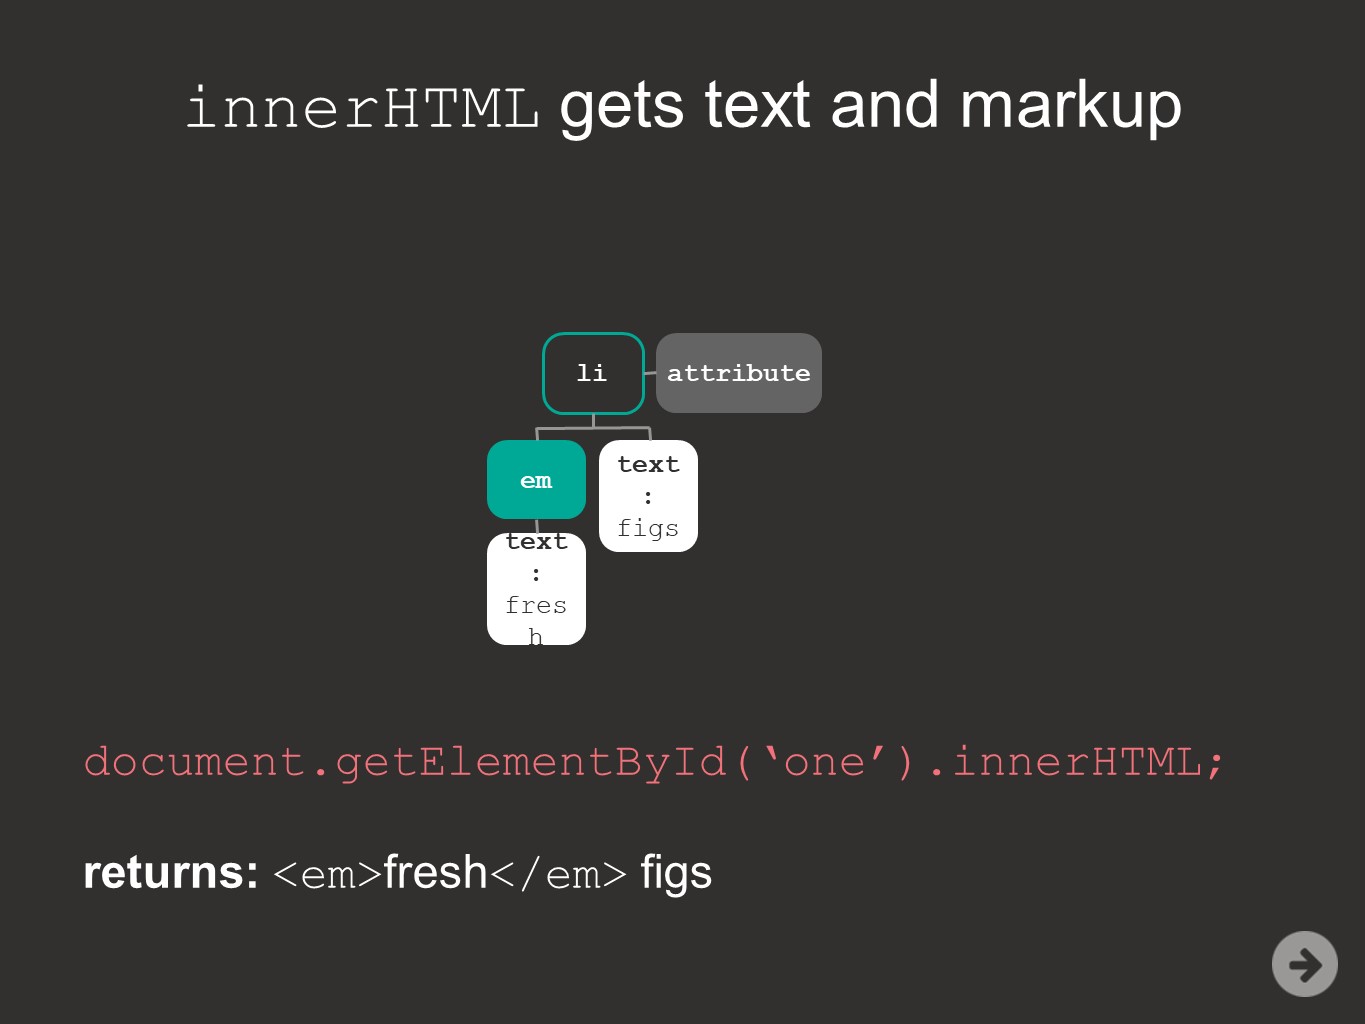 innerHTML gets text and markup
li
attribute
em
text
:
figs
text
:
fres
h
document.getElementById(‘one’).innerHTML;
returns: <em>fresh</em> figs